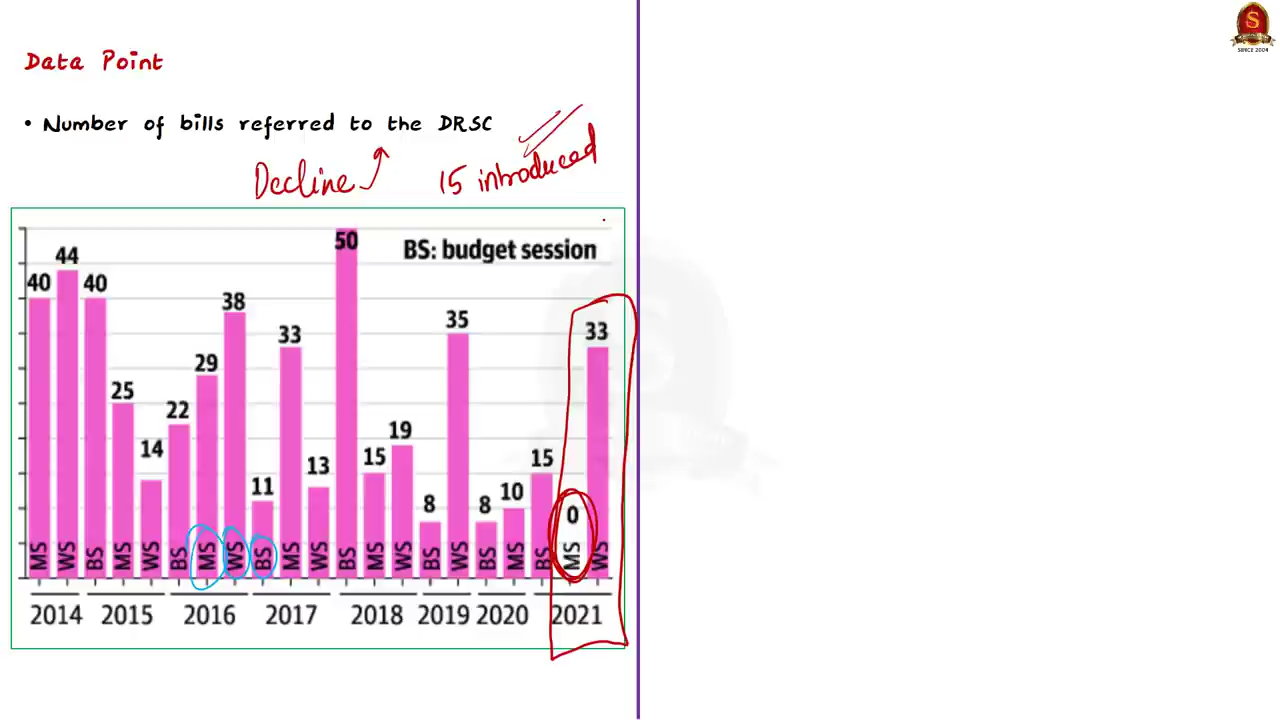 Data Point
• Number of bills referred to the DRSC
Decline
15 introduced
BS: budget session
40 44 40 25 14 22 29 38 11 33 13 50 15 19 8 35 8 10 15 0 33
MS WS BS MS WS BS MS WS BS MS WS BS MS WS BS WS BS MS BS MS WS
2014 2015 2016 2017 2018 2019 2020 2021
S
SINCE 2004